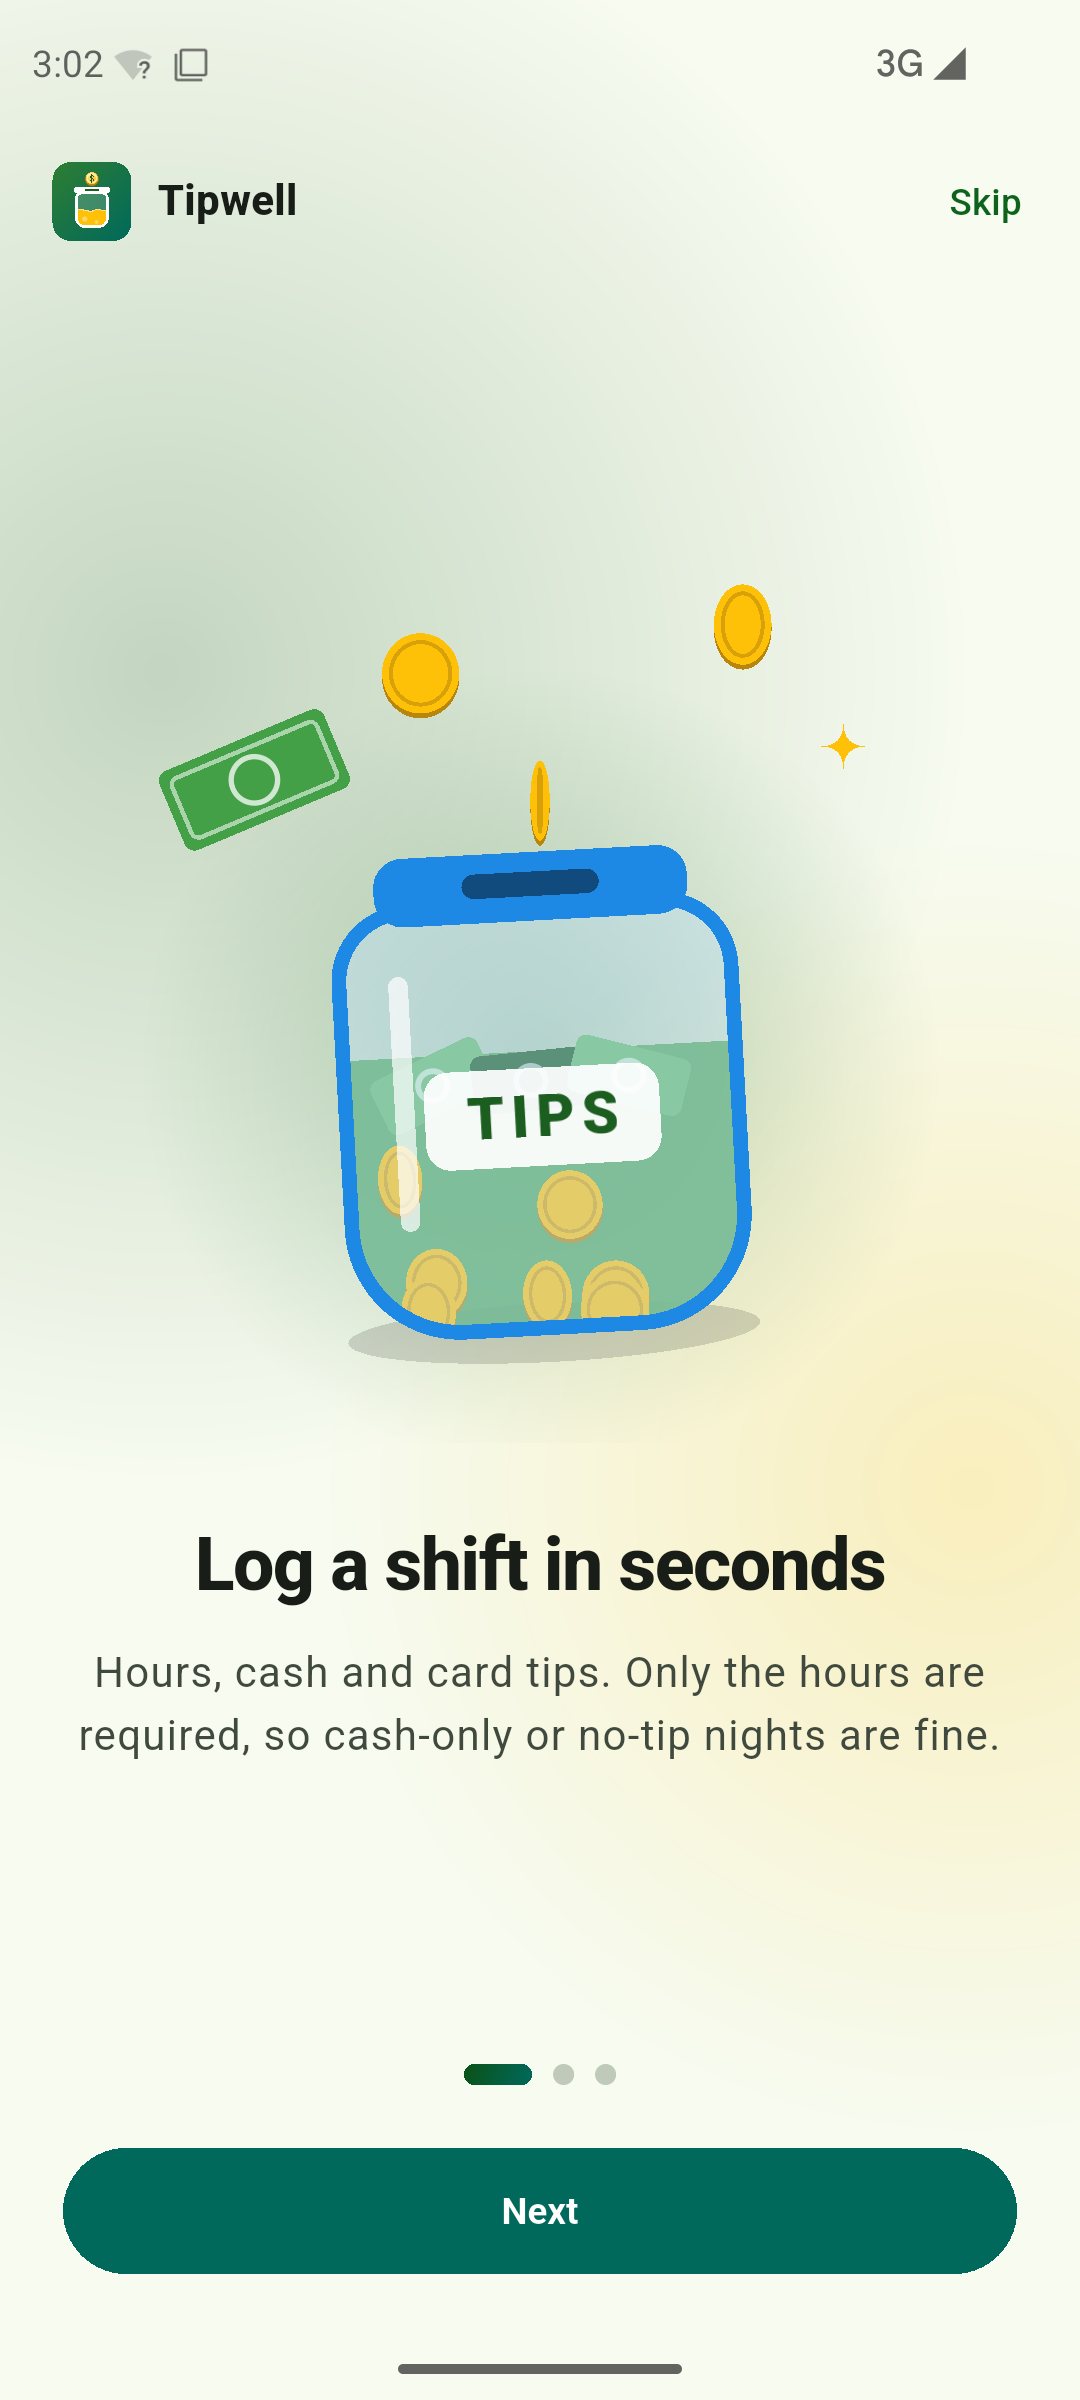 3:02
3G
Tipwell
Skip
TIPS
Log a shift in seconds
Hours, cash and card tips. Only the hours are
required, so cash-only or no-tip nights are fine.
Next